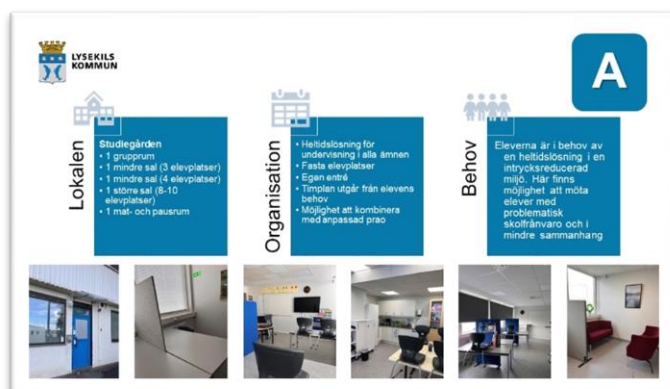 LYSEKILS
KOMMUN
A
Lokalen
Studiegården
• 1 grupprum
• 1 mindre sal (3 elevplatser)
• 1 mindre sal (4 elevplatser)
• 1 större sal (8-10
elevplatser)
• 1 mat- och pausrum
Organisation
• Heltidslösning för
undervisning i alla ämnen
• Fasta elevplatser
• Egen entré
• Timplan utgår från elevens
behov
• Möjlighet att kombinera
med anpassad prao
Behov
Eleverna är i behov av
en heltidslösning i en
intrycksreducerad
miljö. Här finns
möjlighet att möta
elever med
problematisk
skolfrånvaro och i
mindre sammanhang